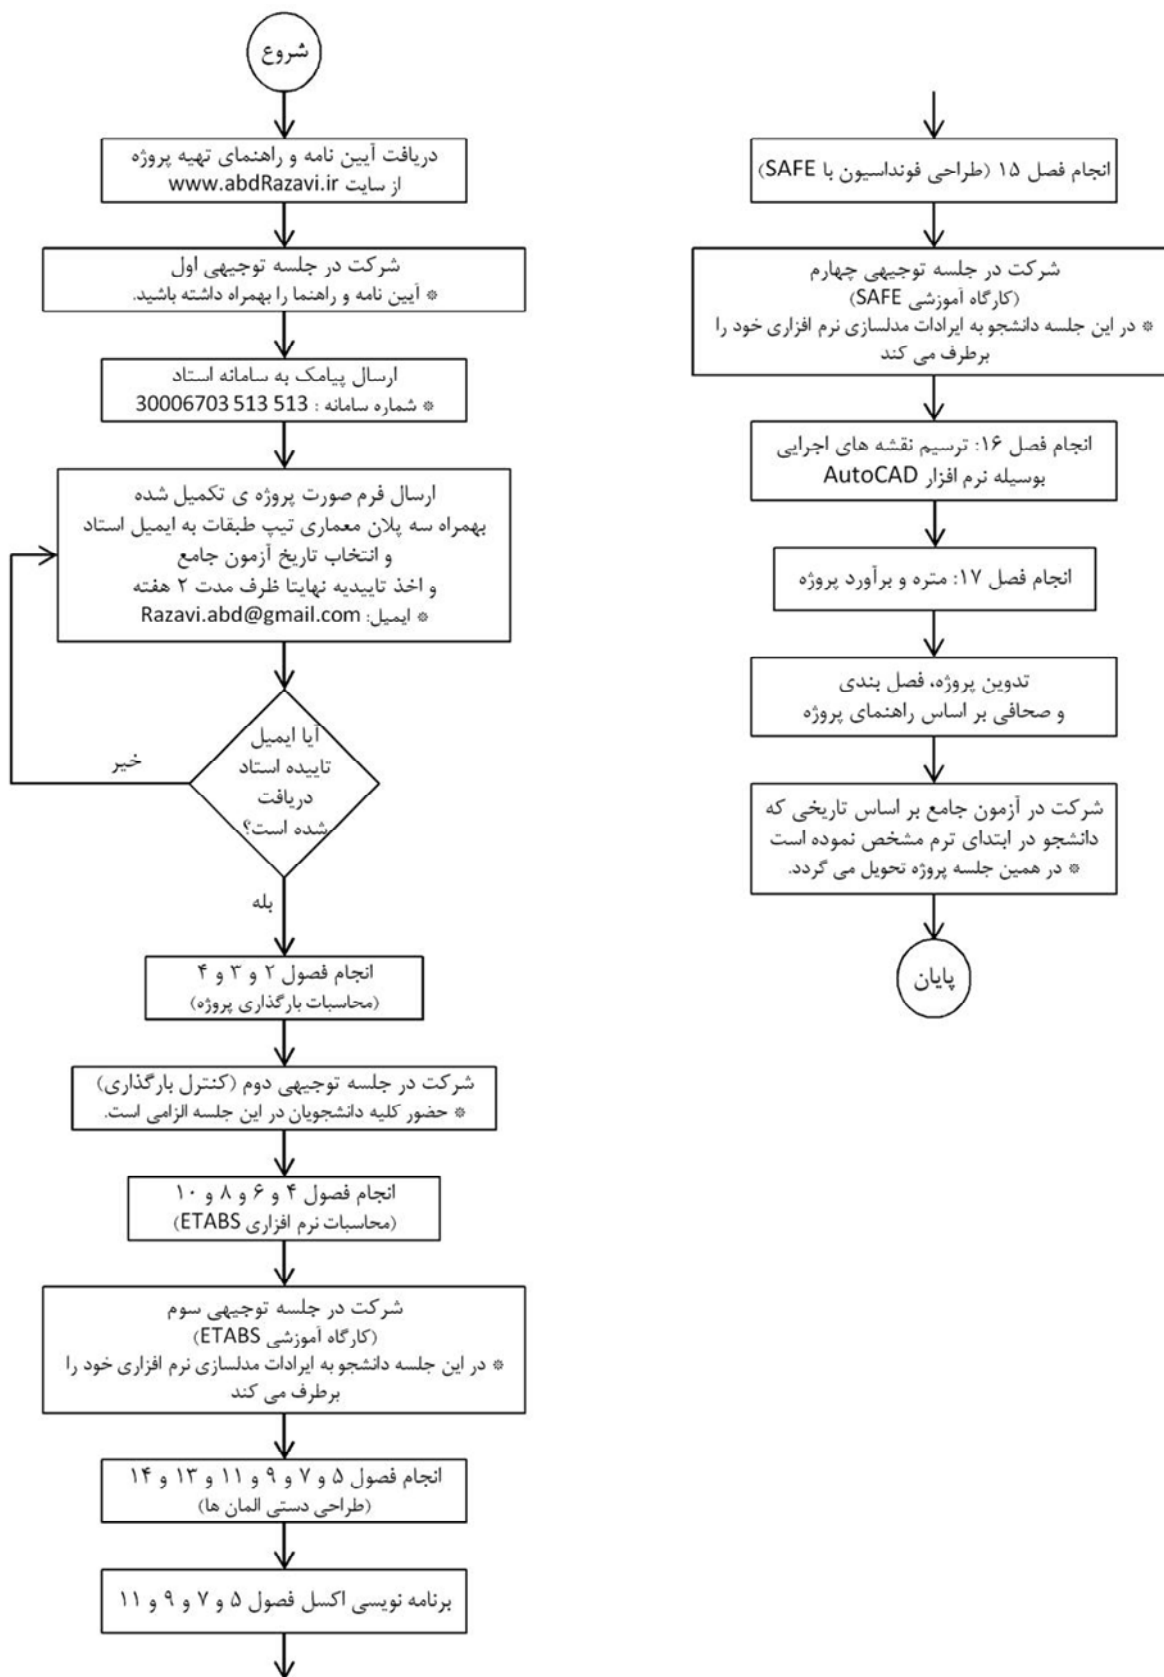 شروع
دریافت آیین نامه و راهنمای تهیه پروژه
از سایت www.abdRazavi.ir
شرکت در جلسه توجیهی اول
* آیین نامه و راهنما را بهمراه داشته باشید.
ارسال پیامک به سامانه استاد
* شماره سامانه : 30006703 513 513
ارسال فرم صورت پروژه ی تکمیل شده
بهمراه سه پلان معماری تیپ طبقات به ایمیل استاد
و انتخاب تاریخ آزمون جامع
و اخذ تاییدیه نهایتا ظرف مدت ۲ هفته
* ایمیل: Razavi.abd@gmail.com
آیا ایمیل
تاییده استاد
دریافت
شده است؟
خیر
بله
انجام فصول ۲ و ۳ و ۴
(محاسبات بارگذاری پروژه)
شرکت در جلسه توجیهی دوم (کنترل بارگذاری)
* حضور کلیه دانشجویان در این جلسه الزامی است.
انجام فصول ۴ و ۶ و ۸ و ۱۰
(محاسبات نرم افزاری ETABS)
شرکت در جلسه توجیهی سوم
(کارگاه آموزشی ETABS)
* در این جلسه دانشجو به ایرادات مدلسازی نرم افزاری خود را
برطرف می کند
انجام فصول ۵ و ۷ و ۹ و ۱۱ و ۱۳ و ۱۴
(طراحی دستی المان ها)
برنامه نویسی اکسل فصول ۵ و ۷ و ۹ و ۱۱
انجام فصل ۱۵ (طراحی فونداسیون با SAFE)
شرکت در جلسه توجیهی چهارم
(کارگاه آموزشی SAFE)
* در این جلسه دانشجو به ایرادات مدلسازی نرم افزاری خود را
برطرف می کند
انجام فصل ۱۶: ترسیم نقشه های اجرایی
بوسیله نرم افزار AutoCAD
انجام فصل ۱۷: متره و برآورد پروژه
تدوین پروژه، فصل بندی
و صحافی بر اساس راهنمای پروژه
شرکت در آزمون جامع بر اساس تاریخی که
دانشجو در ابتدای ترم مشخص نموده است
* در همین جلسه پروژه تحویل می گردد.
پایان